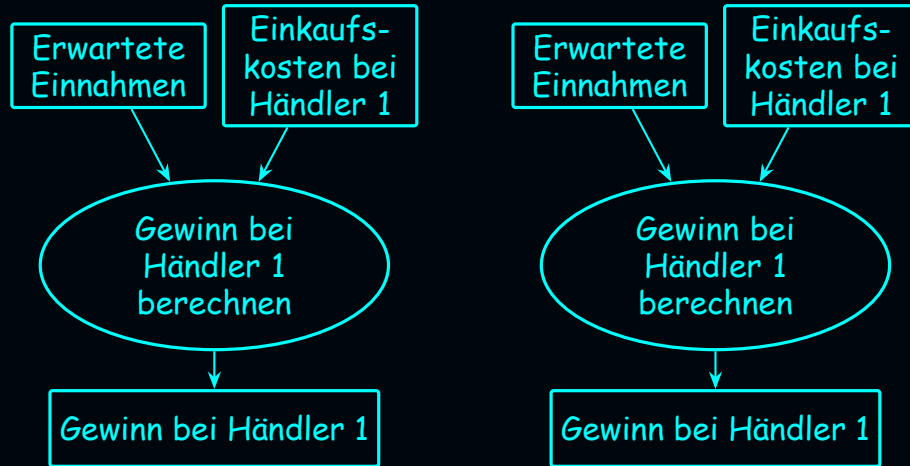 Erwartete
Einnahmen
Einkaufs-
kosten bei
Händler 1
Gewinn bei
Händler 1
berechnen
Gewinn bei Händler 1
Erwartete
Einnahmen
Einkaufs-
kosten bei
Händler 1
Gewinn bei
Händler 1
berechnen
Gewinn bei Händler 1